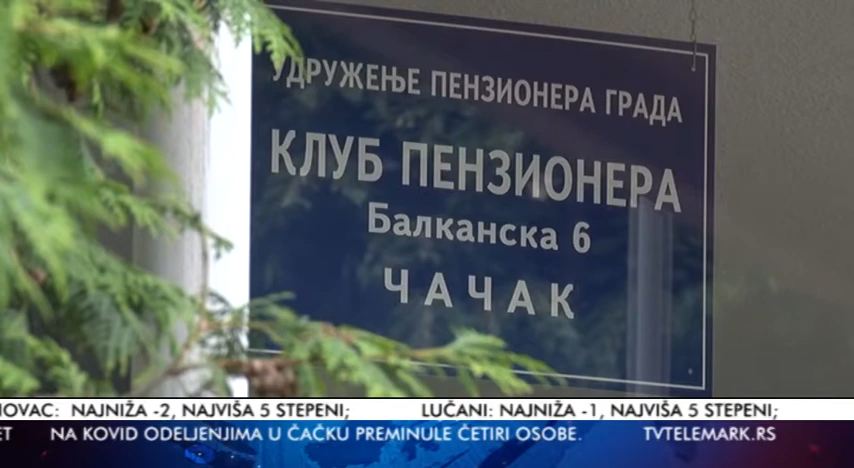 УДРУЖЕЊЕ ПЕНЗИОНЕРА ГРАДА
КЛУБ ПЕНЗИОНЕРА
Балканска 6
ЧАЧАК
NAJNIŽA -2, NAJVIŠA 5 STEPENI; LUČANI: NAJNIŽA -1, NAJVIŠA 5 STEPENI;
NA KOVID ODELJENJIMA U ČAČKU PREMINULE ČETIRI OSOBE. TVTELEMARK.RS